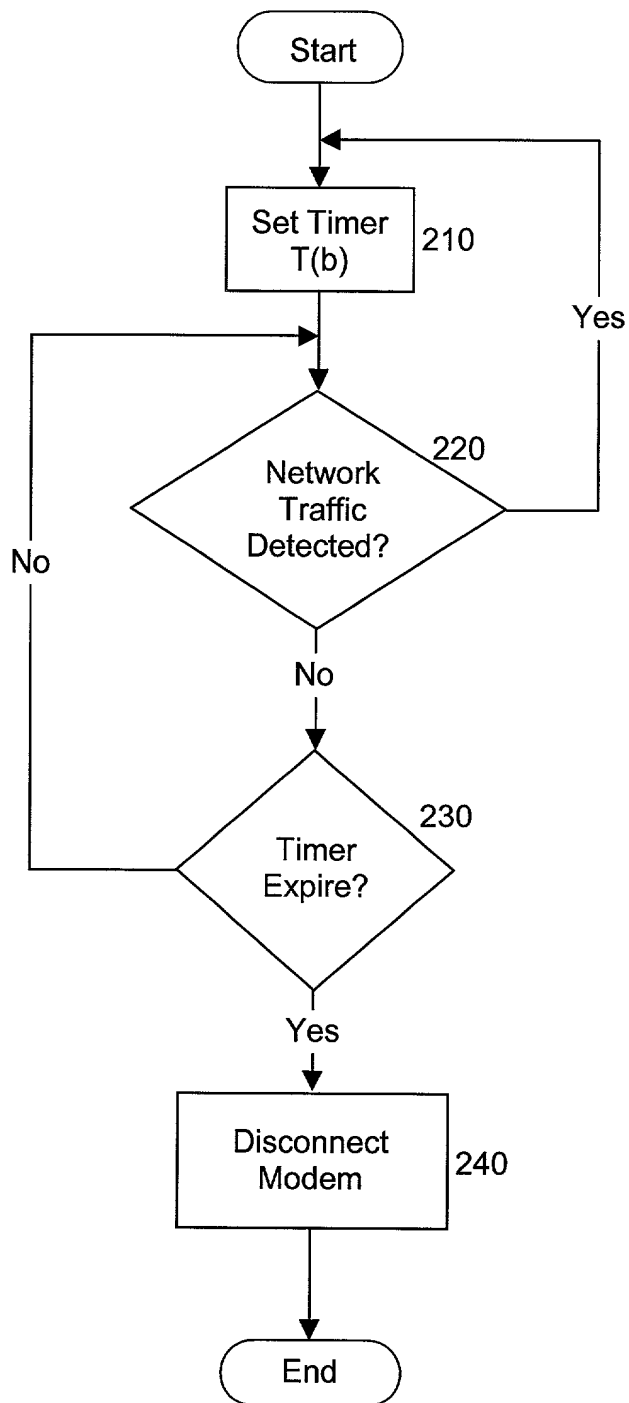 Start
Set Timer
T(b)
210
Yes
220
Network
Traffic
Detected?
No
No
230
Timer
Expire?
Yes
Disconnect
Modem
240
End